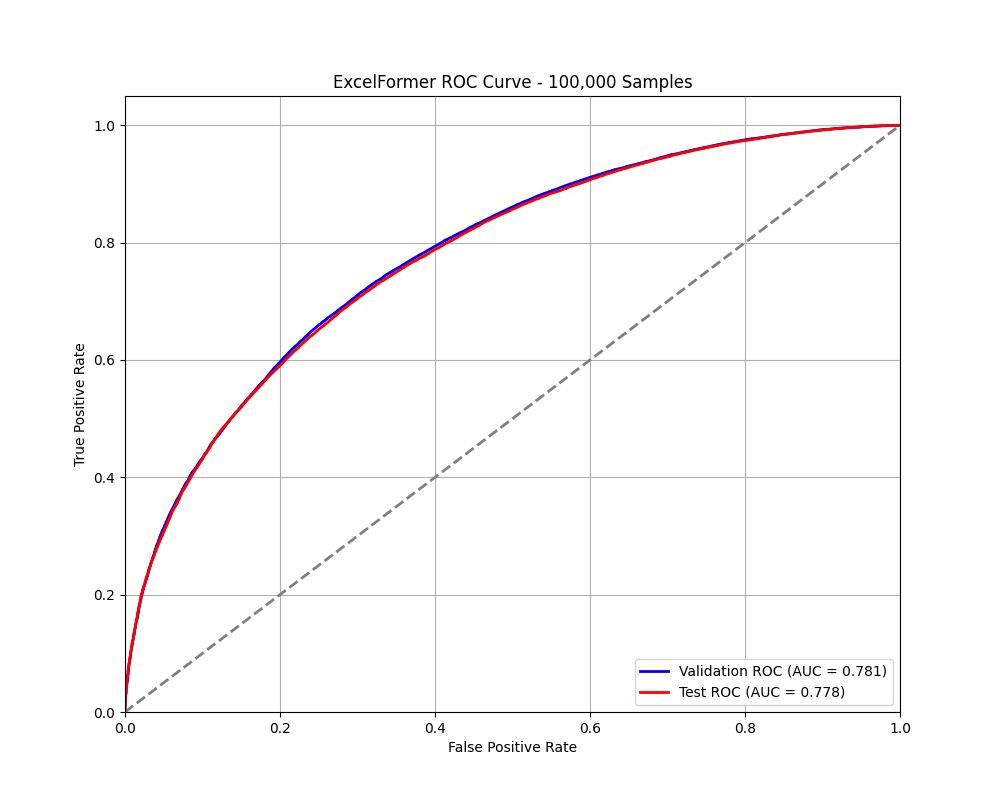 ExcelFormer ROC Curve - 100,000 Samples
1.0
0.8
0.6
0.4
0.2
0.0
True Positive Rate
0.0 0.2 0.4 0.6 0.8 1.0
False Positive Rate
Validation ROC (AUC = 0.781)
Test ROC (AUC = 0.778)